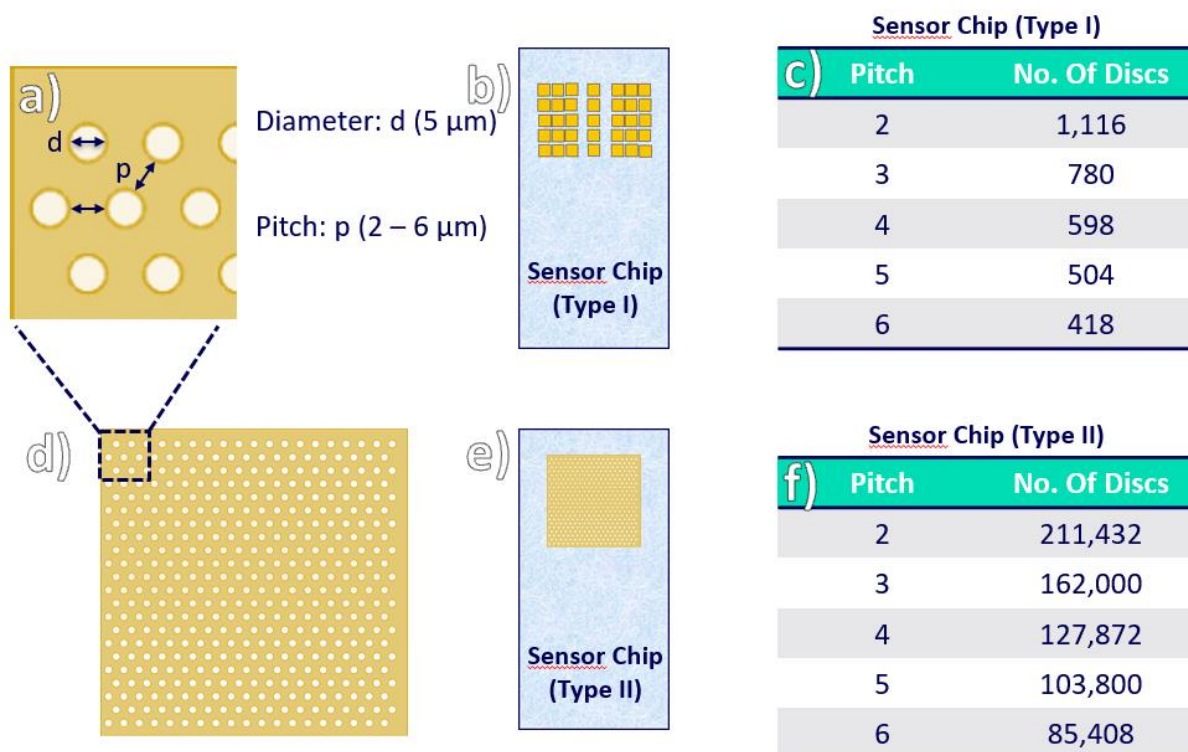 a)
d
p
Diameter: d (5 µm)
Pitch: p (2 – 6 µm)
b)
Sensor Chip
(Type I)
Sensor Chip (Type I)
c) Pitch No. Of Discs
2 1,116
3 780
4 598
5 504
6 418
d)
e)
Sensor Chip
(Type II)
Sensor Chip (Type II)
f) Pitch No. Of Discs
2 211,432
3 162,000
4 127,872
5 103,800
6 85,408